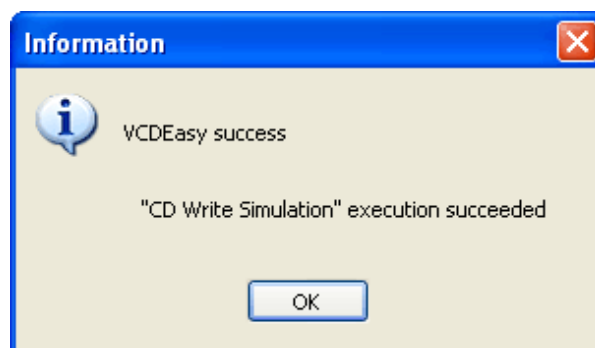 Information
VCDEasy success
"CD Write Simulation" execution succeeded
OK